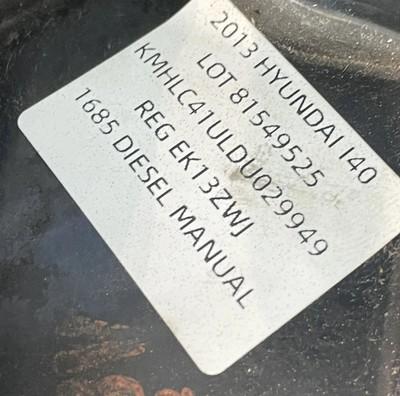 2013 HYUNDAI I40
LOT 81549525
KMHLC41ULDU029949
REG EK13ZWJ
1685 DIESEL MANUAL